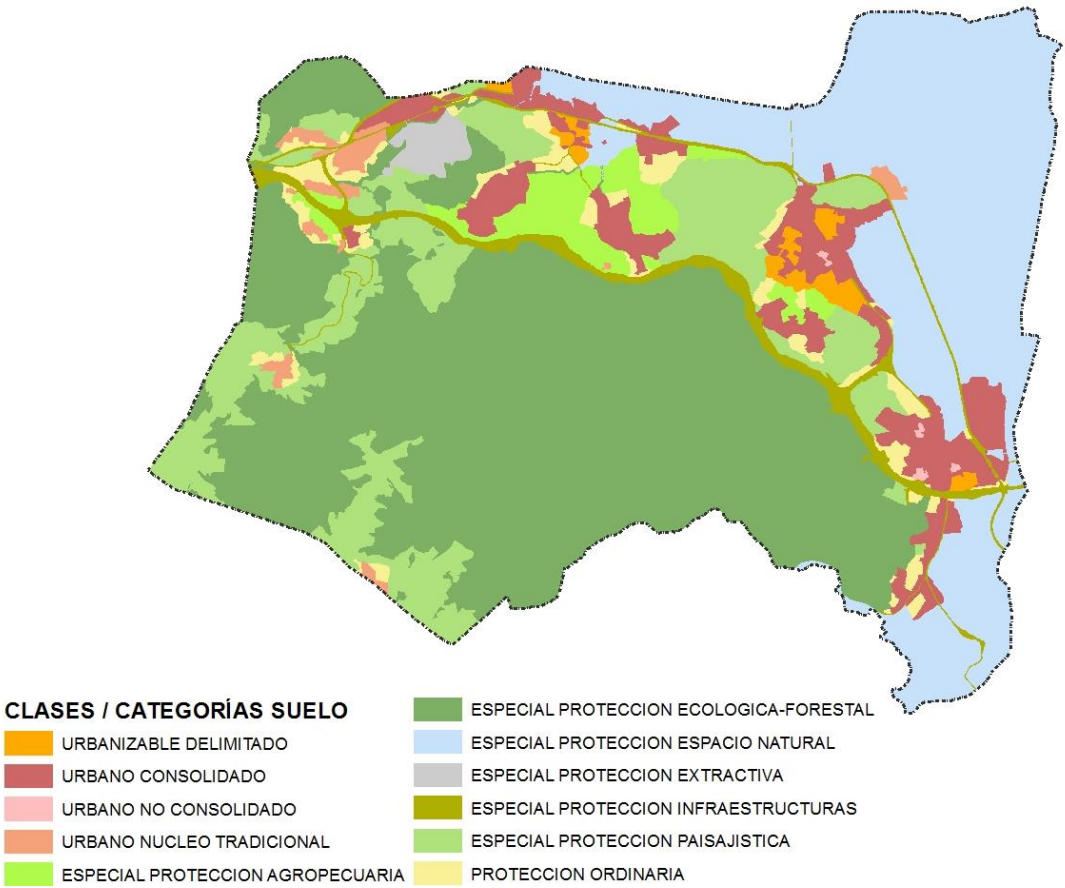 CLASES / CATEGORÍAS SUELO
URBANIZABLE DELIMITADO
URBANO CONSOLIDADO
URBANO NO CONSOLIDADO
URBANO NUCLEO TRADICIONAL
ESPECIAL PROTECCION AGROPECUARIA
ESPECIAL PROTECCION ECOLOGICA-FORESTAL
ESPECIAL PROTECCION ESPACIO NATURAL
ESPECIAL PROTECCION EXTRACTIVA
ESPECIAL PROTECCION INFRAESTRUCTURAS
ESPECIAL PROTECCION PAISAJISTICA
PROTECCION ORDINARIA